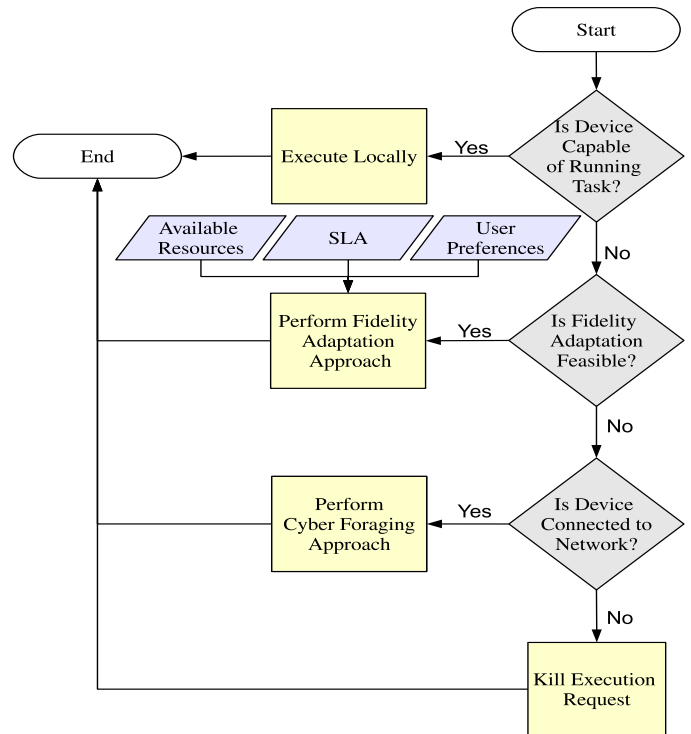 Start
Is Device
Capable
of Running
Task?
Yes
Execute Locally
End
No
Available
Resources
SLA
User
Preferences
Is Fidelity
Adaptation
Feasible?
Yes
Perform Fidelity
Adaptation
Approach
No
Is Device
Connected to
Network?
Yes
Perform
Cyber Foraging
Approach
No
Kill Execution
Request